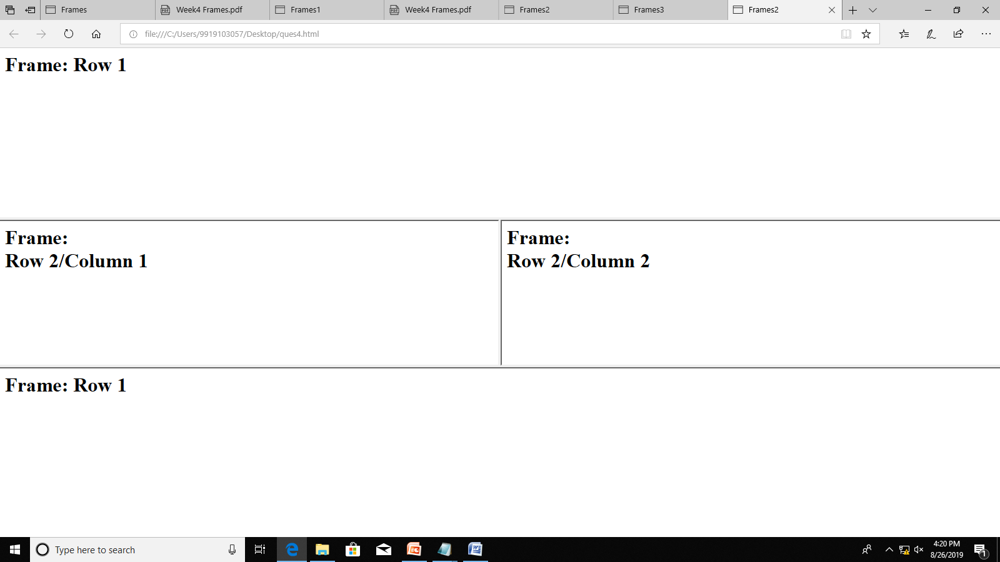 Frames
Week4 Frames.pdf
Frames1
Week4 Frames.pdf
Frames2
Frames3
Frames2
file:///C:/Users/9919103057/Desktop/ques4.html
Frame: Row 1
Frame:
Row 2/Column 1
Frame:
Row 2/Column 2
Frame: Row 1
Type here to search
4:20 PM
8/26/2019
1